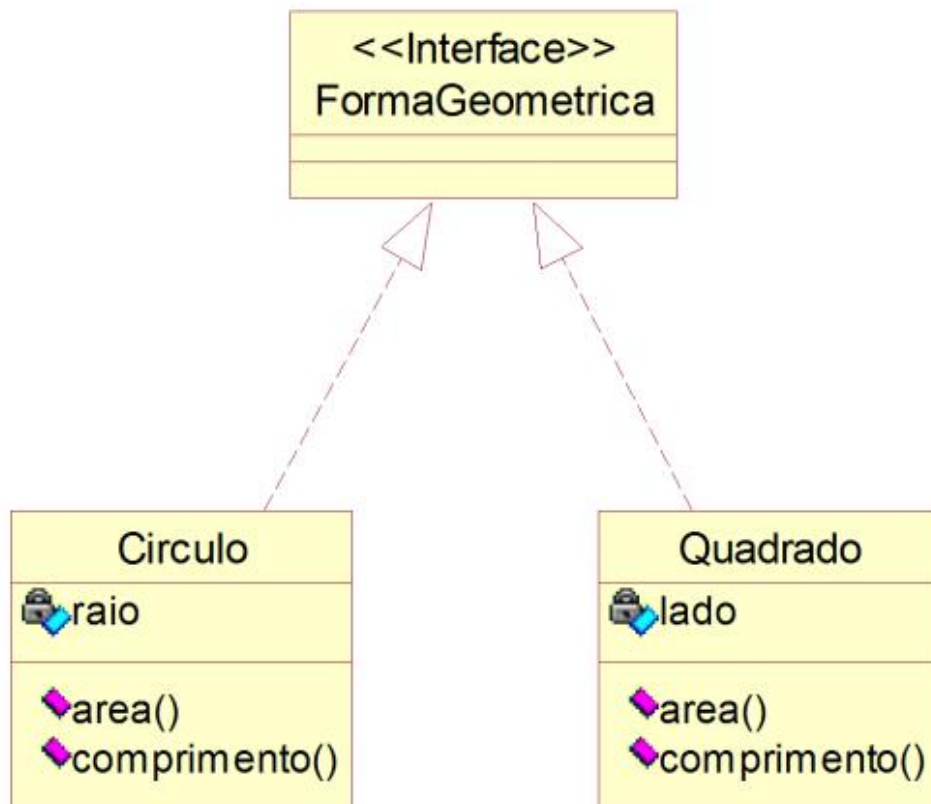 <<Interface>>
FormaGeometrica
Circulo
raio
area()
comprimento()
Quadrado
lado
area()
comprimento()